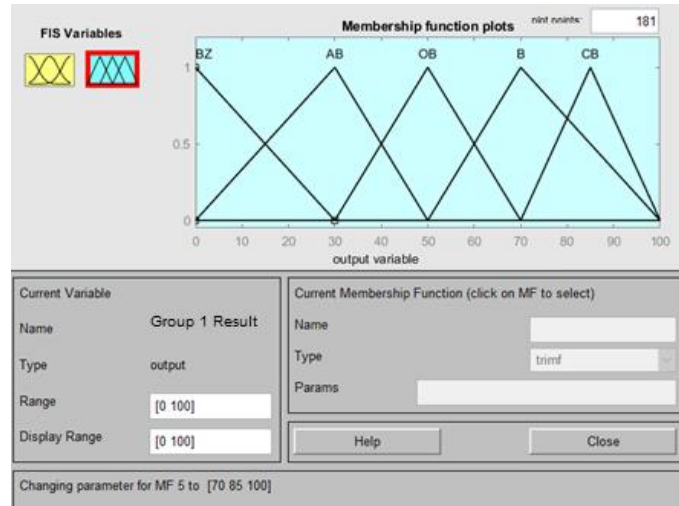 FIS Variables
Membership function plots
plot points:
181
BZ AB OB B CB
1
0.5
0
0 10 20 30 40 50 60 70 80 90 100
output variable
Current Variable
Name Group 1 Result
Type output
Range [0 100]
Display Range [0 100]
Current Membership Function (click on MF to select)
Name
Type trimf
Params
Help Close
Changing parameter for MF 5 to [70 85 100]